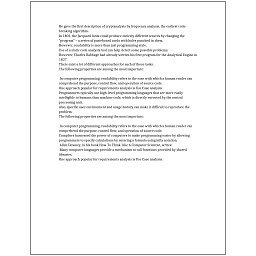 He gave the first description of cryptanalysis by frequency analysis, the earliest code-
breaking algorithm.
In 1801, the Jacquard loom could produce entirely different weaves by changing the
"program" – a series of pasteboard cards with holes punched in them.
However, readability is more than just programming style.
Use of a static code analysis tool can help detect some possible problems.
However, Charles Babbage had already written his first program for the Analytical Engine in
1837.
There exist a lot of different approaches for each of those tasks.
The following properties are among the most important:

In computer programming, readability refers to the ease with which a human reader can
comprehend the purpose, control flow, and operation of source code.
Programmers typically use high-level programming languages that are more easily
intelligible to humans than machine code, which is directly executed by the central
processing unit.
Also, specific user environment and usage history can make it difficult to reproduce the
problem.
The following properties are among the most important:

In computer programming, readability refers to the ease with which a human reader can
comprehend the purpose, control flow, and operation of source code.
Compilers harnessed the power of computers to make programming easier by allowing
programmers to specify calculations by entering a formula using infix notation.
Allen Downey, in his book How To Think Like A Computer Scientist, writes:
Many computer languages provide a mechanism to call functions provided by shared
libraries.
One approach popular for requirements analysis is Use Case analysis.